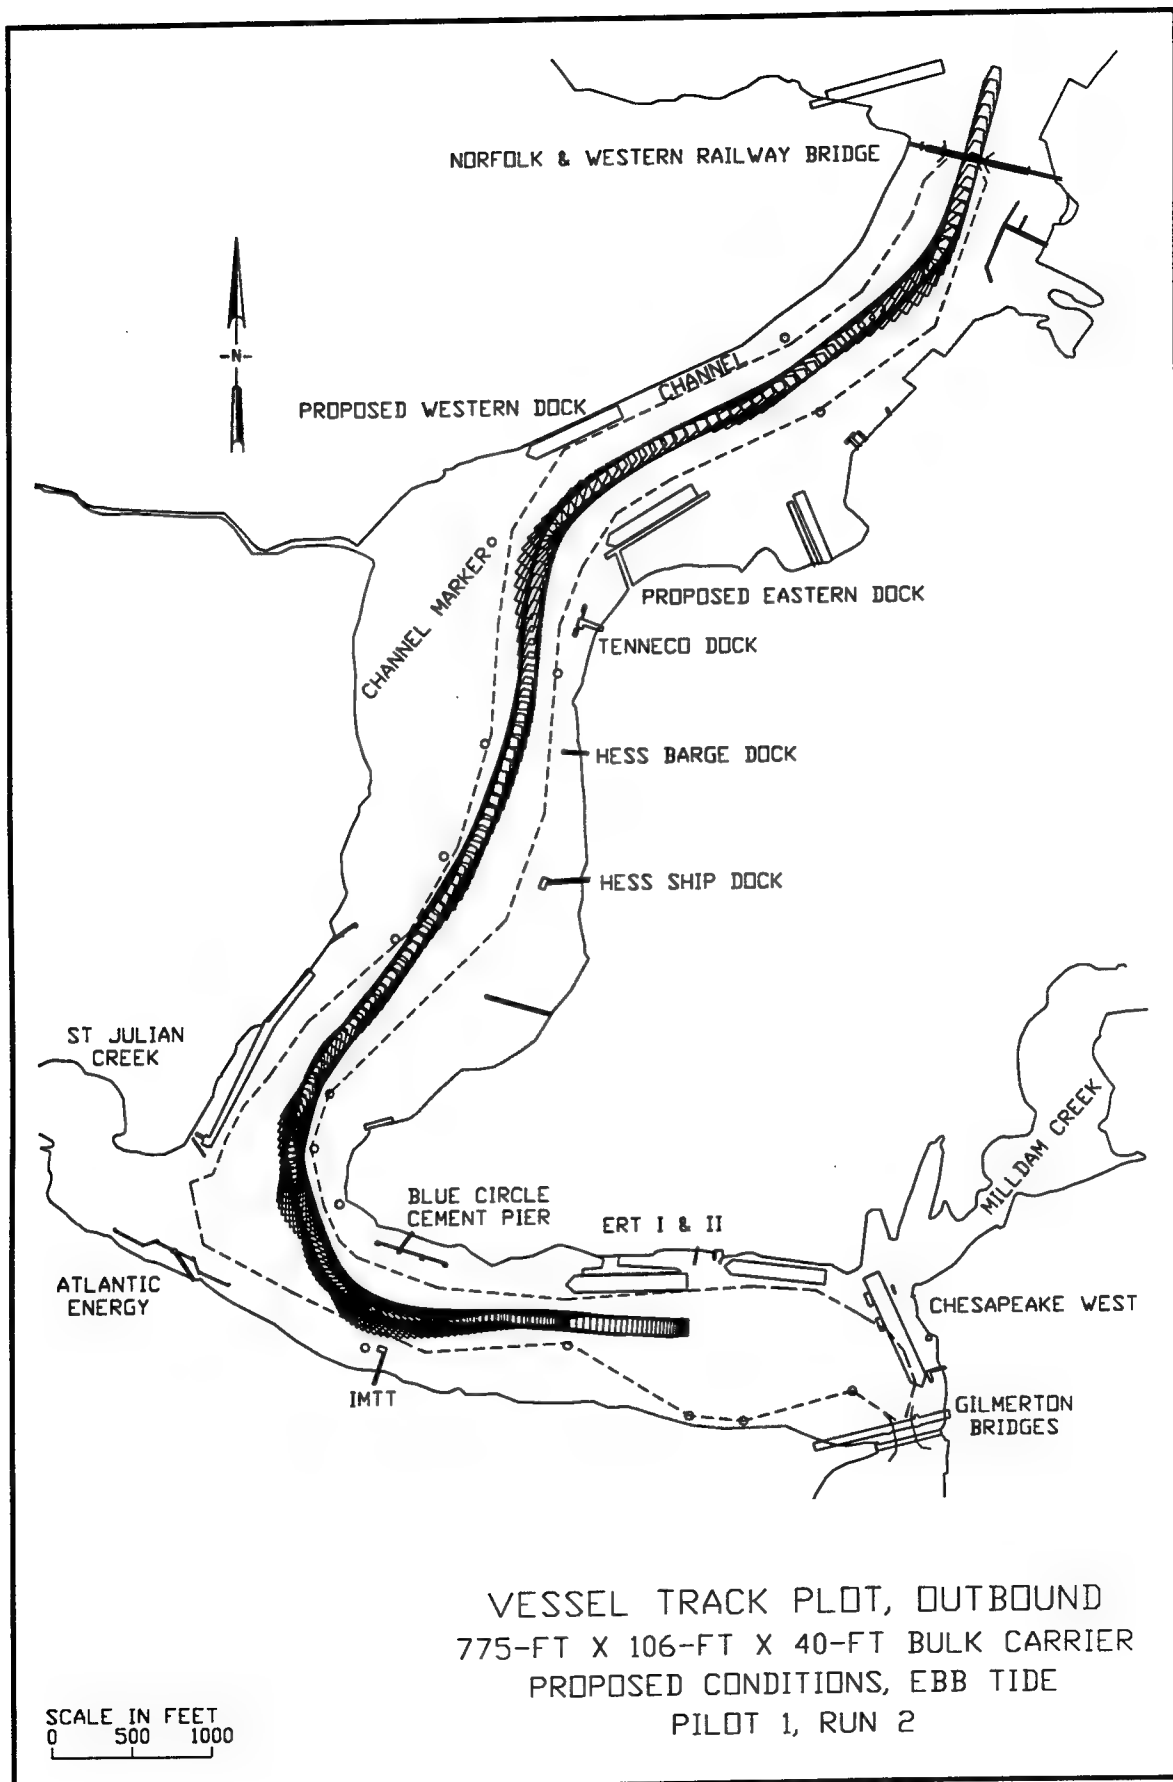 NORFOLK & WESTERN RAILWAY BRIDGE
-N-
CHANNEL
PROPOSED WESTERN DOCK
CHANNEL MARKER
PROPOSED EASTERN DOCK
TENNECO DOCK
HESS BARGE DOCK
HESS SHIP DOCK
ST JULIAN
CREEK
MILLDAM CREEK
BLUE CIRCLE
CEMENT PIER
ERT I & II
ATLANTIC
ENERGY
CHESAPEAKE WEST
IMTT
GILMERTON
BRIDGES
VESSEL TRACK PLOT, OUTBOUND
775-FT X 106-FT X 40-FT BULK CARRIER
PROPOSED CONDITIONS, EBB TIDE
PILOT 1, RUN 2
SCALE IN FEET
0 500 1000